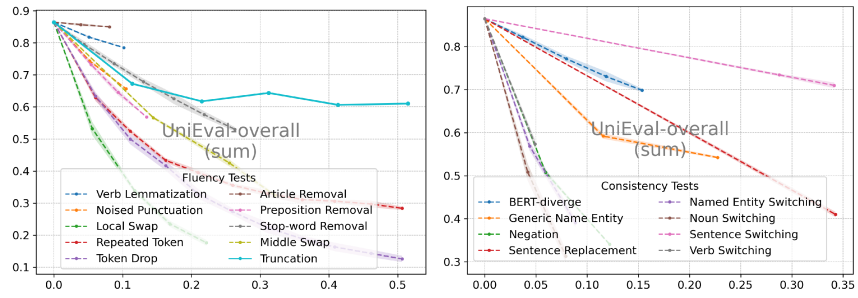 0.9
0.8
0.7
0.6
0.5
0.4
0.3
0.2
0.1
UniEval-overall
(sum)
Fluency Tests
Verb Lemmatization
Noised Punctuation
Local Swap
Repeated Token
Token Drop
Article Removal
Preposition Removal
Stop-word Removal
Middle Swap
Truncation
0.0 0.1 0.2 0.3 0.4 0.5
0.8
0.7
0.6
0.5
0.4
0.3
UniEval-overall
(sum)
Consistency Tests
BERT-diverge
Generic Name Entity
Negation
Sentence Replacement
Named Entity Switching
Noun Switching
Sentence Switching
Verb Switching
0.00 0.05 0.10 0.15 0.20 0.25 0.30 0.35